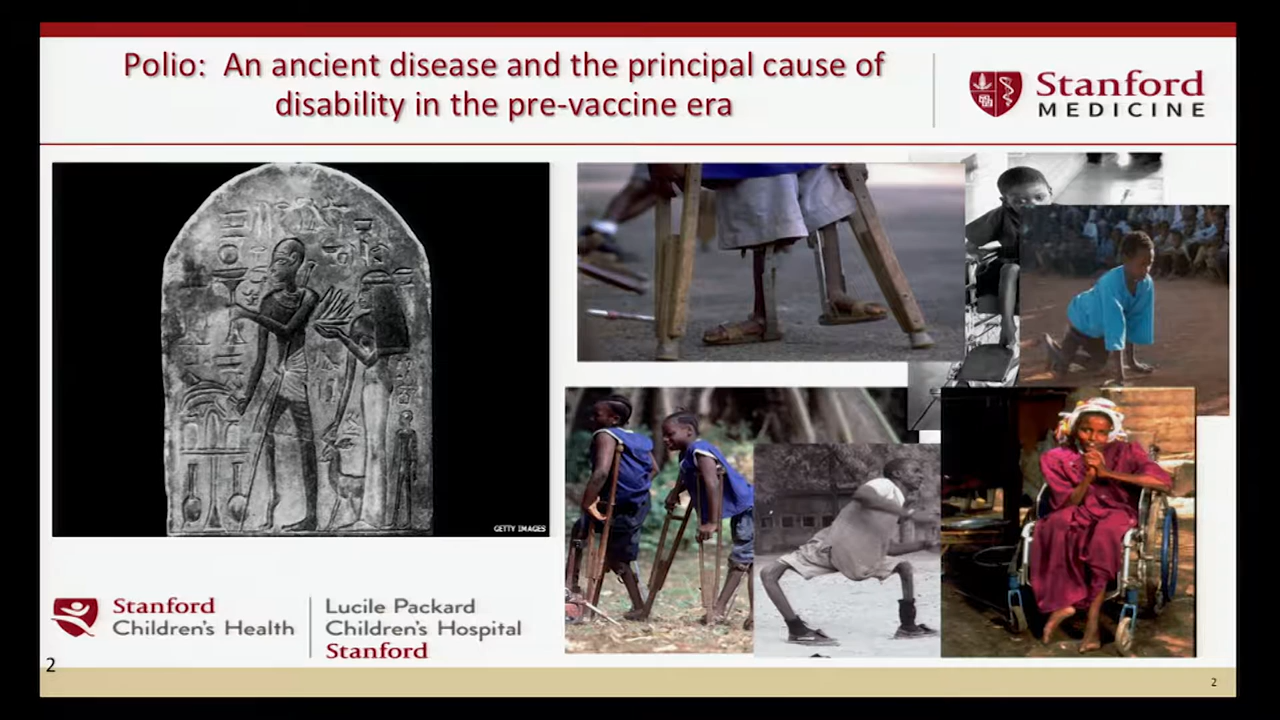 Polio: An ancient disease and the principal cause of
disability in the pre-vaccine era
Stanford
MEDICINE
GETTY IMAGES
Stanford
Children's Health
Lucile Packard
Children's Hospital
Stanford
2
2